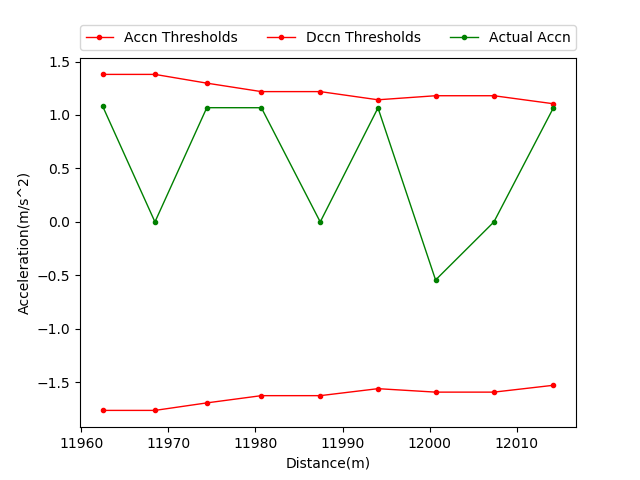 Accn Thresholds Dccn Thresholds Actual Accn
1.5
1.0
0.5
0.0
−0.5
−1.0
−1.5
Acceleration(m/s^2)
11960 11970 11980 11990 12000 12010
Distance(m)